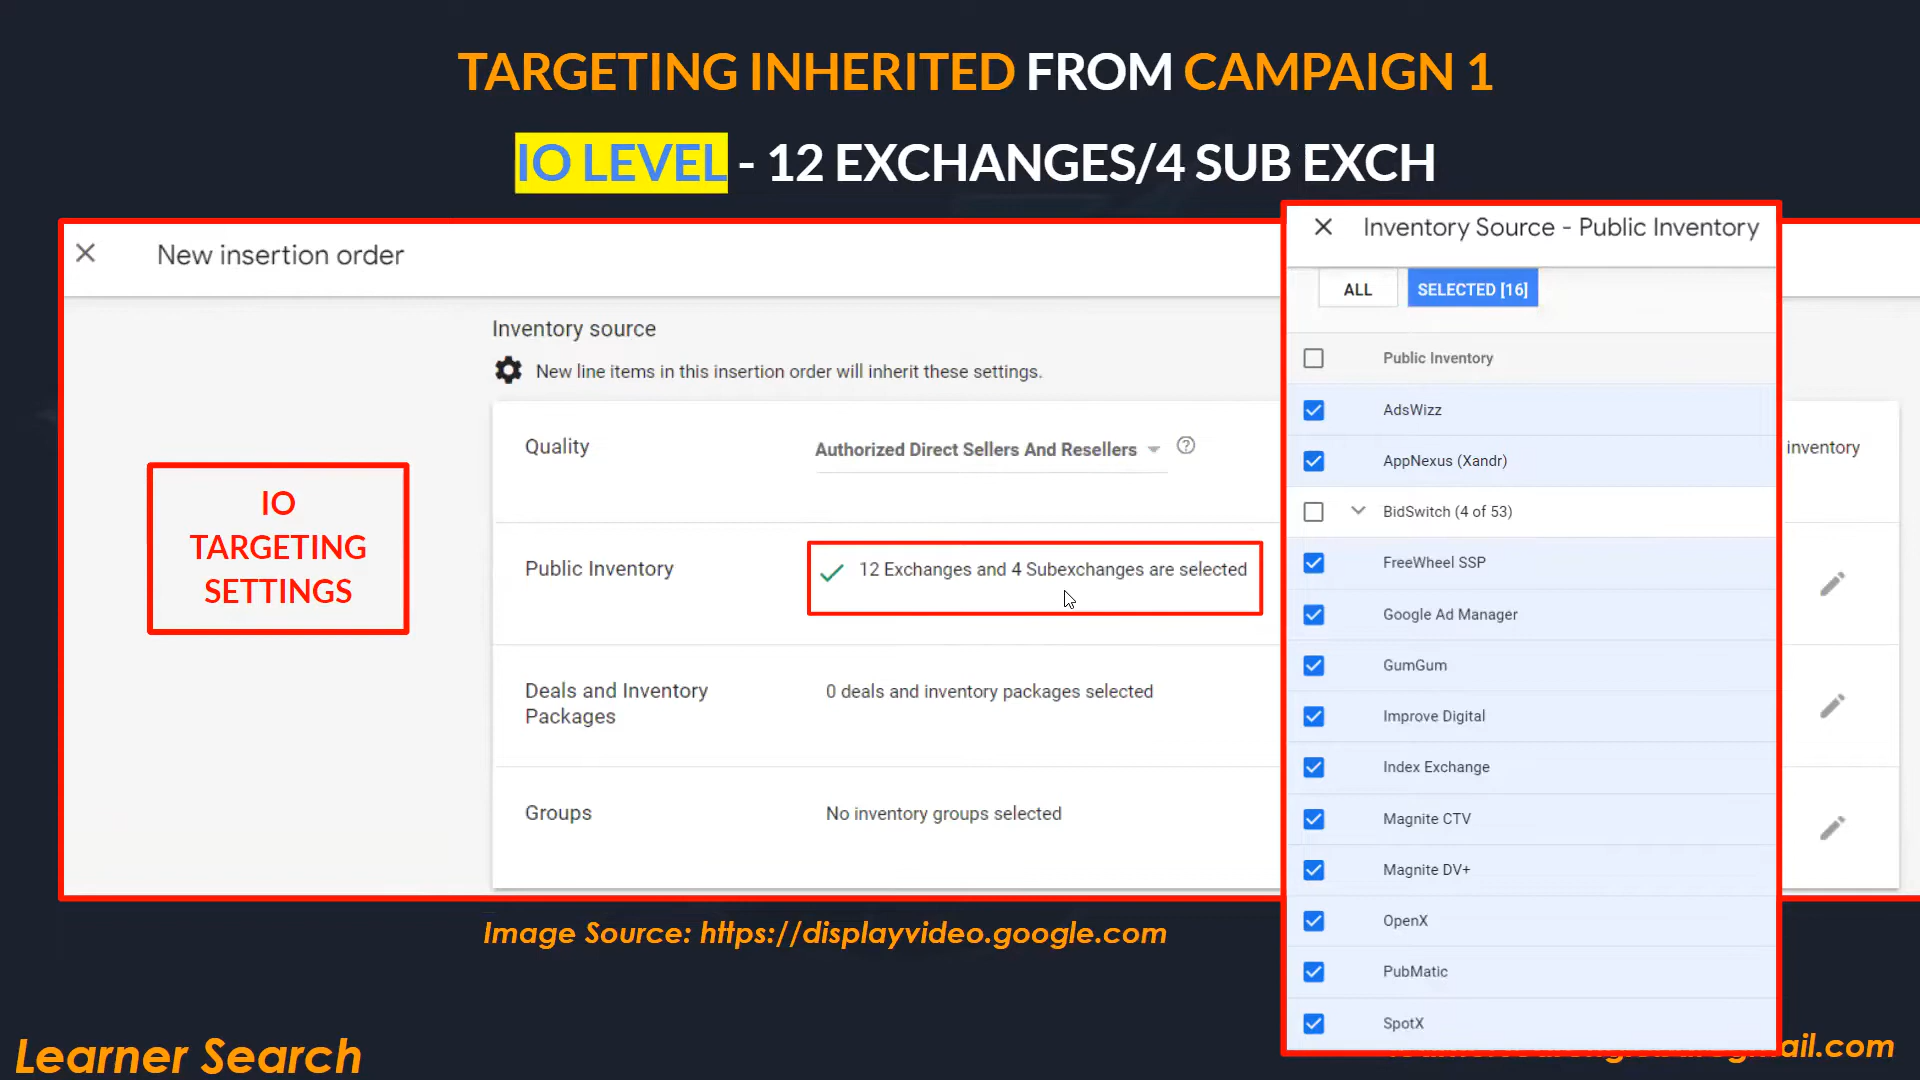 TARGETING INHERITED FROM CAMPAIGN 1
IO LEVEL - 12 EXCHANGES/4 SUB EXCH
New insertion order
Inventory source
New line items in this insertion order will inherit these settings.
IO
TARGETING
SETTINGS
Quality
Authorized Direct Sellers And Resellers
Public Inventory
12 Exchanges and 4 Subexchanges are selected
Deals and Inventory
Packages
0 deals and inventory packages selected
Groups
No inventory groups selected
inventory
Inventory Source - Public Inventory
ALL
SELECTED [16]
Public Inventory
AdsWizz
AppNexus (Xandr)
BidSwitch (4 of 53)
FreeWheel SSP
Google Ad Manager
GumGum
Improve Digital
Index Exchange
Magnite CTV
Magnite DV+
OpenX
PubMatic
SpotX
Image Source: https://displayvideo.google.com
Learner Search
ail.com